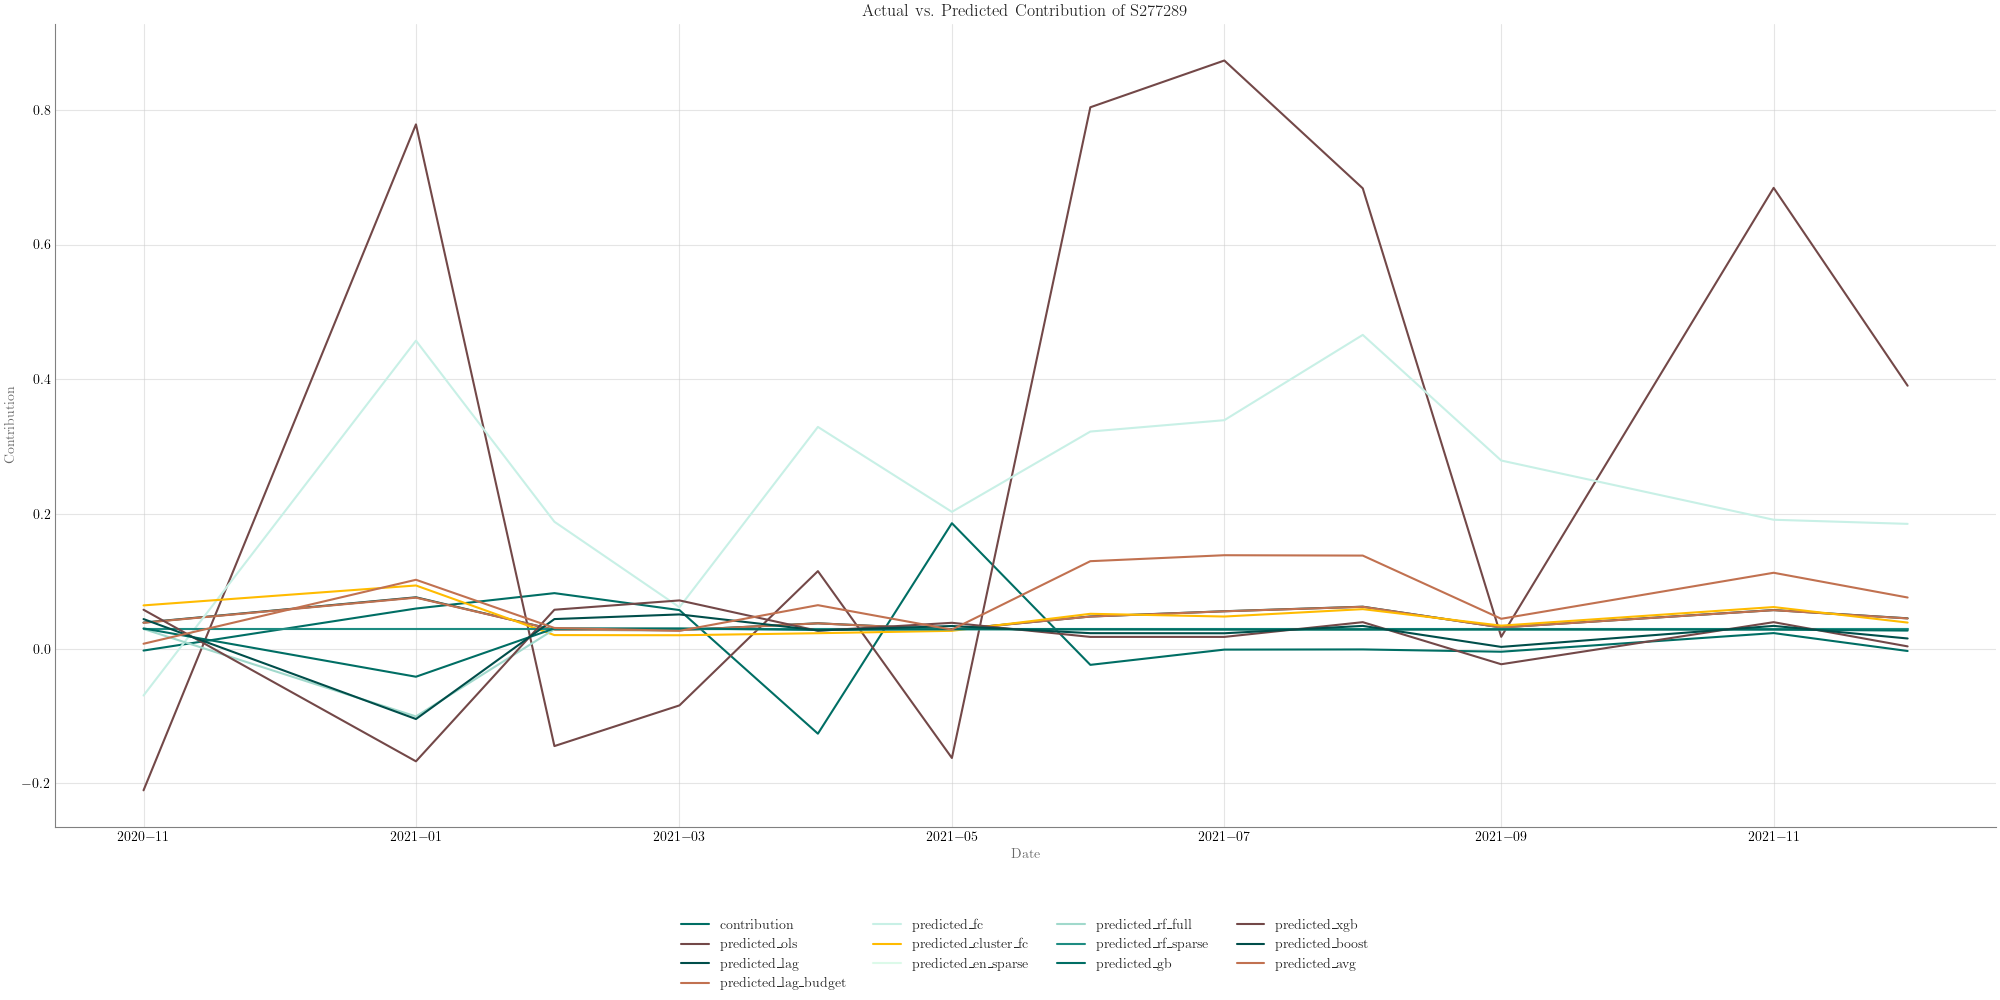 Actual vs. Predicted Contribution of S277289
Contribution
0.8
0.6
0.4
0.2
0.0
−0.2
2020−11 2021−01 2021−03 2021−05 2021−07 2021−09 2021−11
Date
contribution predicted_fc predicted_rf_full predicted_xgb
predicted_ols predicted_cluster_fc predicted_rf_sparse predicted_boost
predicted_lag predicted_en_sparse predicted_gb predicted_avg
predicted_lag_budget